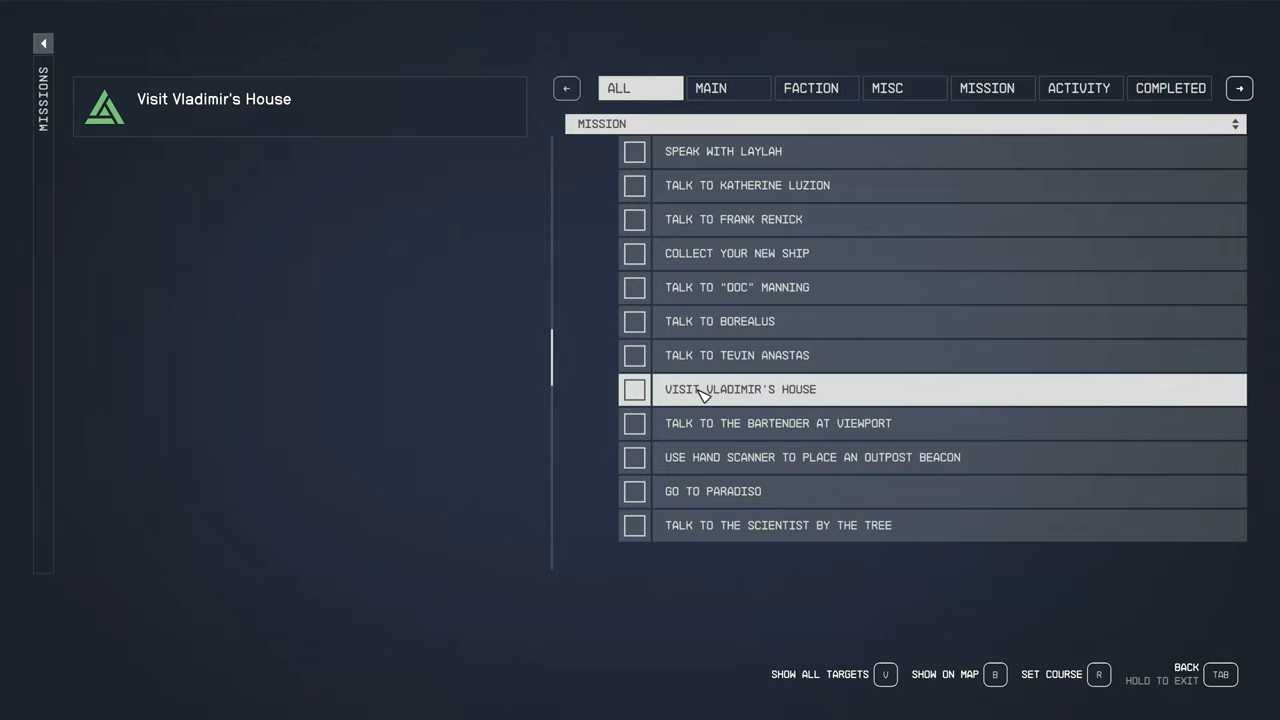 MISSIONS
Visit Vladimir's House
ALL MAIN FACTION MISC MISSION ACTIVITY COMPLETED
MISSION
SPEAK WITH LAYLAH
TALK TO KATHERINE LUZION
TALK TO FRANK RENICK
COLLECT YOUR NEW SHIP
TALK TO "DOC" MANNING
TALK TO BOREALUS
TALK TO TEVIN ANASTAS
VISIT VLADIMIR'S HOUSE
TALK TO THE BARTENDER AT VIEWPORT
USE HAND SCANNER TO PLACE AN OUTPOST BEACON
GO TO PARADISO
TALK TO THE SCIENTIST BY THE TREE
SHOW ALL TARGETS V SHOW ON MAP B SET COURSE R BACK TAB
HOLD TO EXIT